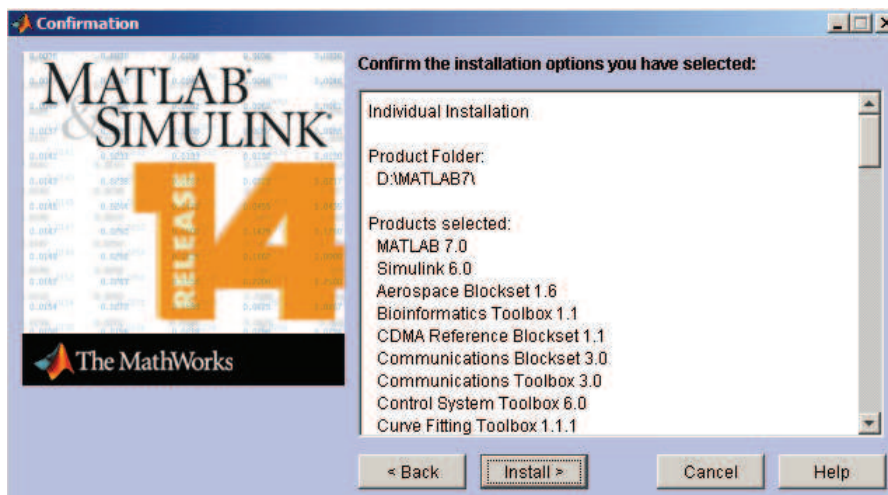 Confirmation
Confirm the installation options you have selected:
MATLAB®
& SIMULINK®
RELEASE
14
The MathWorks
Individual Installation
Product Folder:
D:\MATLAB7\
Products selected:
MATLAB 7.0
Simulink 6.0
Aerospace Blockset 1.6
Bioinformatics Toolbox 1.1
CDMA Reference Blockset 1.1
Communications Blockset 3.0
Communications Toolbox 3.0
Control System Toolbox 6.0
Curve Fitting Toolbox 1.1.1
< Back
Install >
Cancel
Help